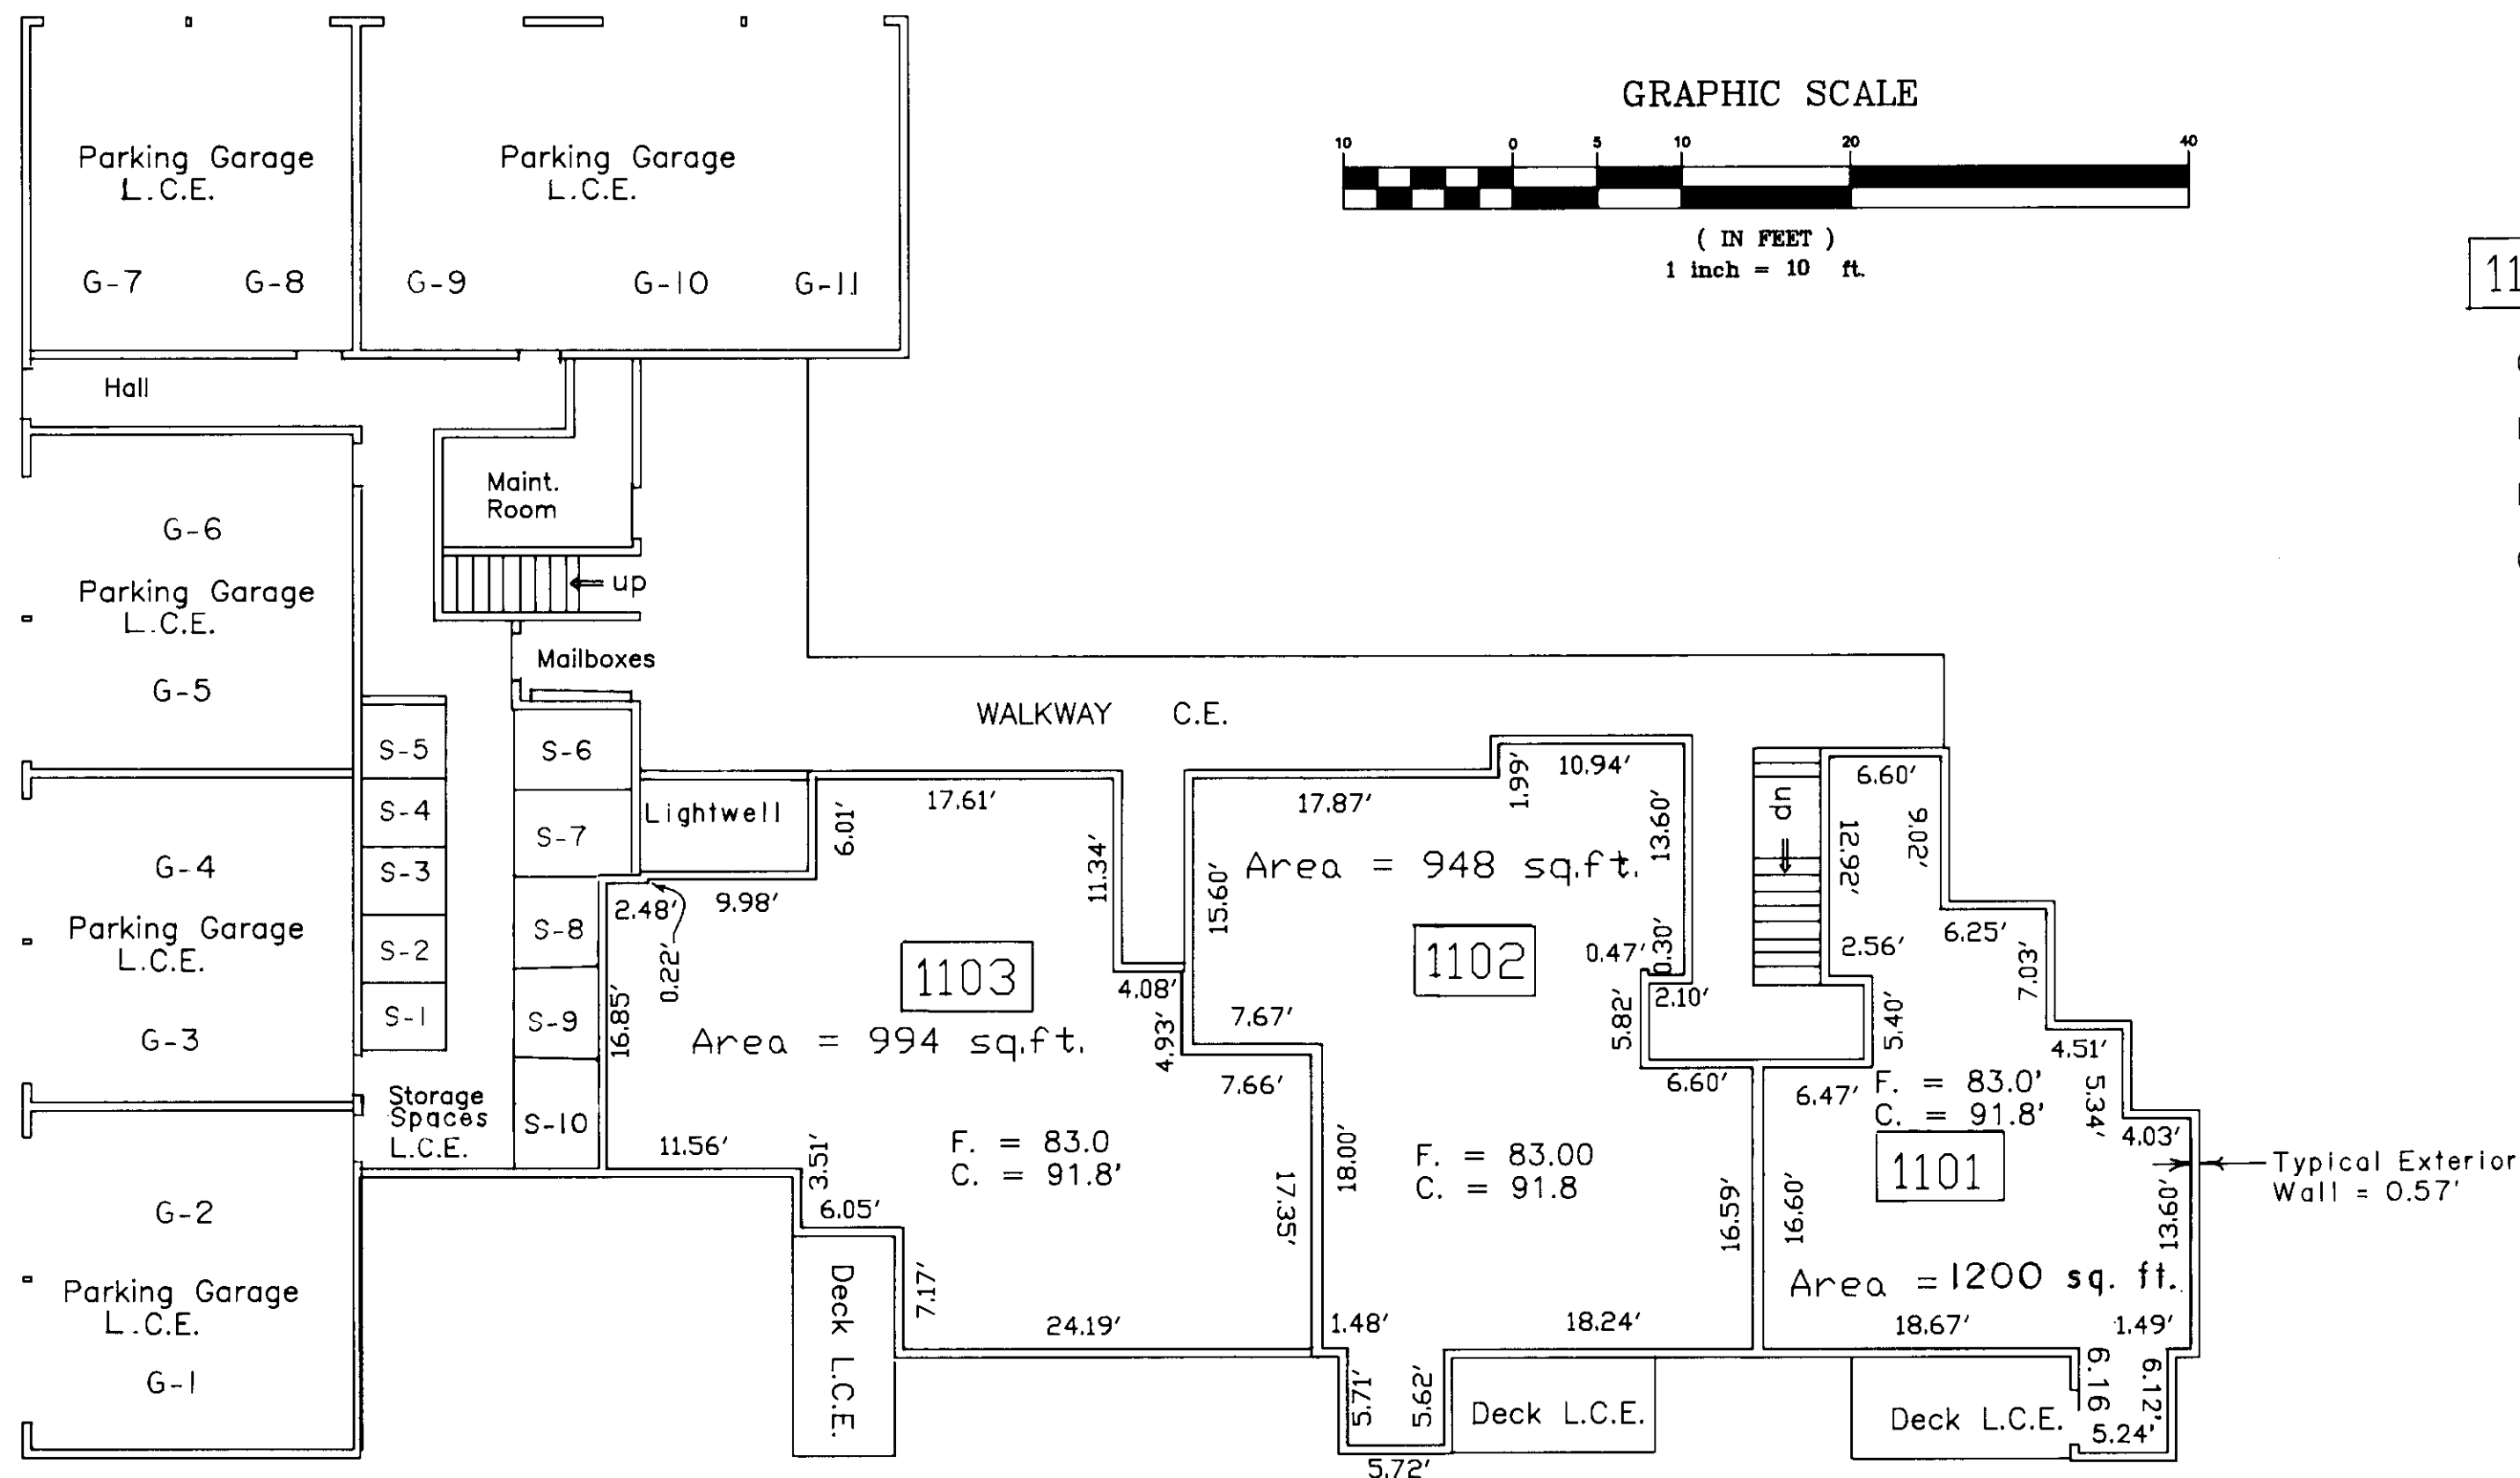 GRAPHIC SCALE
10 0 5 10 20 40
( IN FEET )
1 inch = 10 ft.
Parking Garage
L.C.E.
G-7 G-8
Parking Garage
L.C.E.
G-9 G-10 G-11
Hall
Maint.
Room
up
Mailboxes
G-6
Parking Garage
L.C.E.
G-5
WALKWAY C.E.
S-5
S-4
S-3
S-2
S-1
S-6
S-7
S-8
S-9
S-10
Storage
Spaces
L.C.E.
G-4
Parking Garage
L.C.E.
G-3
G-2
Parking Garage
L.C.E.
G-1
Lightwell
6.01'
17.61'
11.34'
2.48'
9.98'
0.22'
16.85'
1103
4.08'
4.93'
Area = 994 sq.ft.
7.66'
11.56'
3.51'
6.05'
F. = 83.0
C. = 91.8'
17.35'
7.17'
24.19'
Deck L.C.E.
17.87'
1.99'
10.94'
13.60'
15.60'
Area = 948 sq.ft.
1102
0.47'
0.30'
2.10'
5.82'
7.67'
6.60'
18.00'
F. = 83.00
C. = 91.8
16.59'
1.48'
18.24'
5.71'
5.62'
5.72'
Deck L.C.E.
dn
6.60'
9.02'
12.92'
2.56'
6.25'
7.03'
5.40'
4.51'
5.34'
6.47'
F. = 83.0'
C. = 91.8'
4.03'
1101
16.60'
13.60'
Area = 1200 sq. ft.
18.67'
1.49'
6.16
6.12'
5.24'
Deck L.C.E.
Typical Exterior
Wall = 0.57'
11